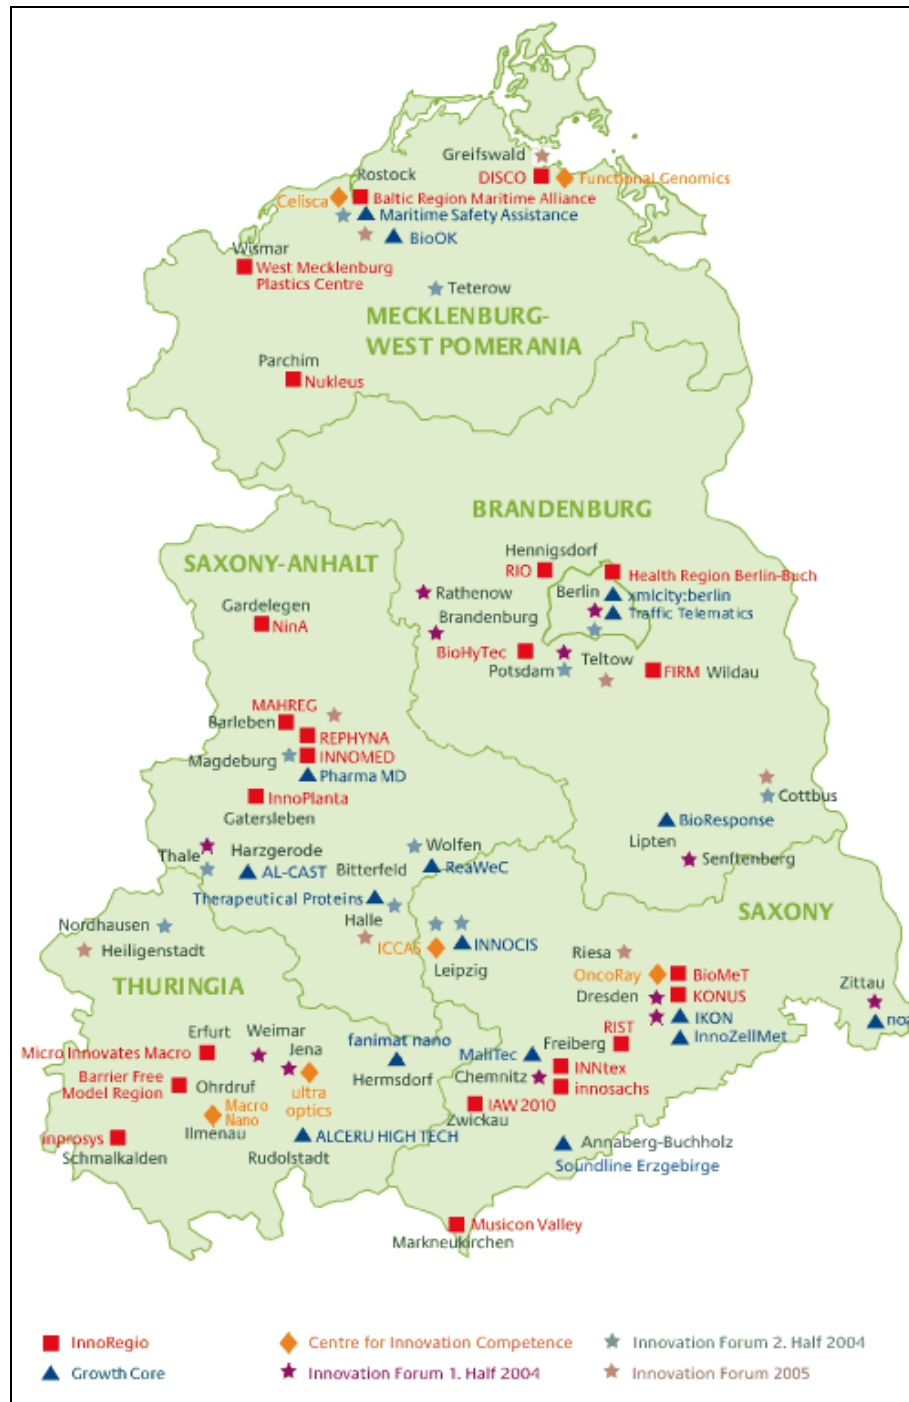 Greifswald
DISCO
Functional Genomics
Rostock
Celisca
Baltic Region Maritime Alliance
Maritime Safety Assistance
BioOK
Wismar
West Mecklenburg
Plastics Centre
Teterow
MECKLENBURG-
WEST POMERANIA
Parchim
Nukleus
BRANDENBURG
SAXONY-ANHALT
Hennigsdorf
RIO
Health Region Berlin-Buch
Rathenow
Berlin
xmlcity:berlin
Gardelegen
Brandenburg
Traffic Telematics
NinA
BioHyTec
Teltow
Potsdam
FIRM
Wildau
MAHREG
Barleben
REPHYNA
Magdeburg
INNOMED
Pharma MD
InnoPlanta
Gatersleben
Cottbus
BioResponse
Lipten
Senftenberg
Thale
Harzgerode
AL-CAST
Bitterfeld
Wolfen
ReaWeC
Therapeutical Proteins
Halle
SAXONY
Nordhausen
Heiligenstadt
ICCAS
INNOCIS
Leipzig
Riesa
OncoRay
BioMeT
THURINGIA
Dresden
KONUS
Zittau
IKON
noa
Erfurt
Weimar
RIST
Freiberg
InnoZellMet
Micro Innovates Macro
Jena
fanimat nano
MaliTec
Barrier Free
Model Region
Ohrdruf
ultra
optics
Hermsdorf
Chemnitz
INNtex
innosachs
Macro
Nano
Ilmenau
IAW 2010
Zwickau
inprosys
Schmalkalden
ALCERU HIGH TECH
Rudolstadt
Annaberg-Buchholz
Soundline Erzgebirge
Musicon Valley
Markneukirchen
InnoRegio
Centre for Innovation Competence
Innovation Forum 2. Half 2004
Growth Core
Innovation Forum 1. Half 2004
Innovation Forum 2005